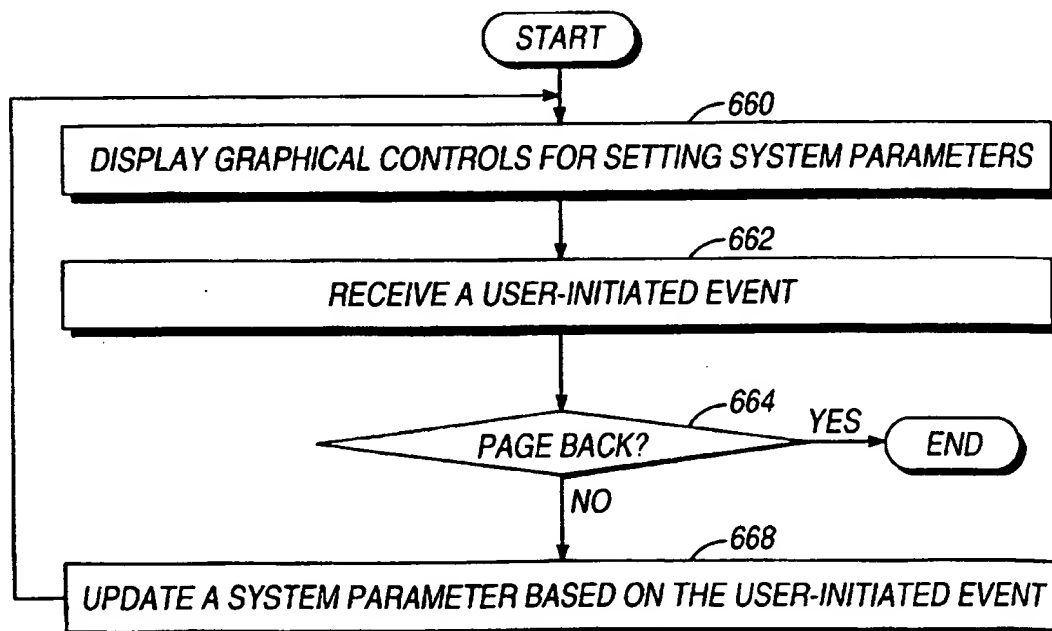 START
660
DISPLAY GRAPHICAL CONTROLS FOR SETTING SYSTEM PARAMETERS
662
RECEIVE A USER-INITIATED EVENT
664
PAGE BACK?
YES
END
NO
668
UPDATE A SYSTEM PARAMETER BASED ON THE USER-INITIATED EVENT